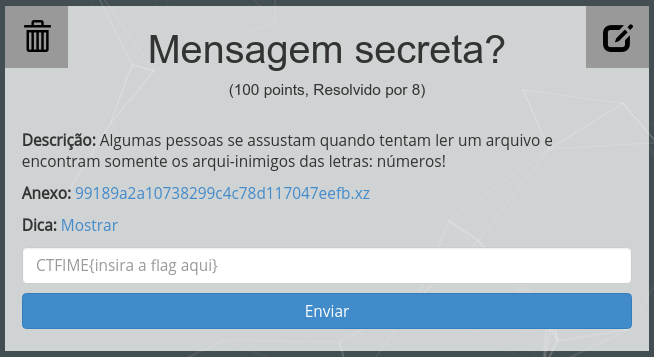 Mensagem secreta?
(100 points, Resolvido por 8)
Descrição: Algumas pessoas se assustam quando tentam ler um arquivo e
encontram somente os arqui-inimigos das letras: números!
Anexo: 99189a2a10738299c4c78d117047eefb.xz
Dica: Mostrar
CTFIME{insira a flag aqui}
Enviar